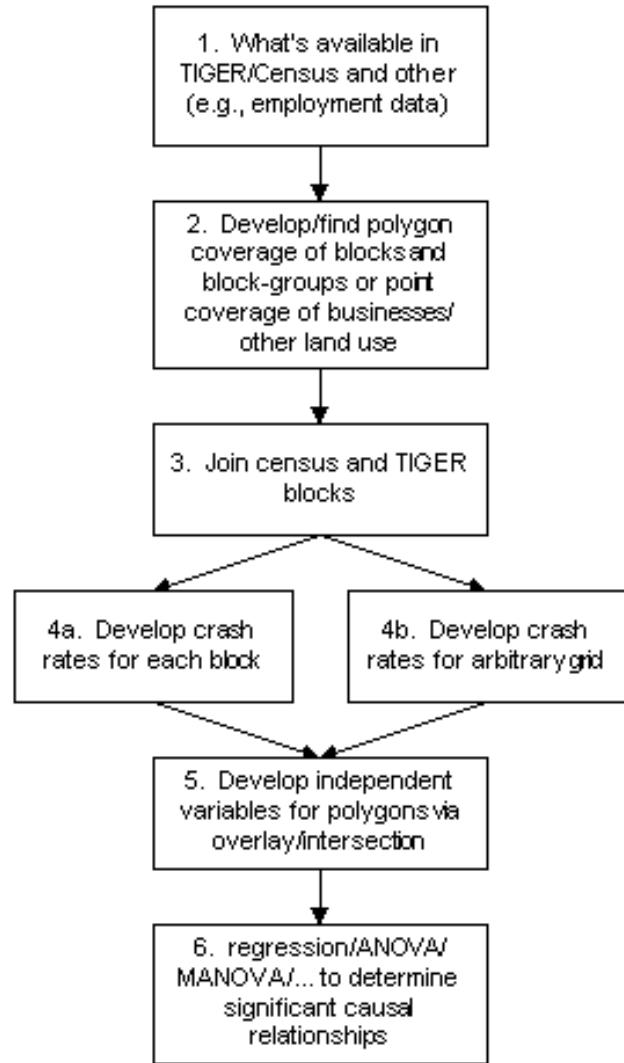 1. What's available in
TIGER/Census and other
(e.g., employment data)
2. Develop/find polygon
coverage of blocks and
block-groups or point
coverage of businesses/
other land use
3. Join census and TIGER
blocks
4a. Develop crash
rates for each block
4b. Develop crash
rates for arbitrary grid
5. Develop independent
variables for polygons via
overlay/intersection
6. regression/ANOVA/
MANOVA/... to determine
significant causal
relationships